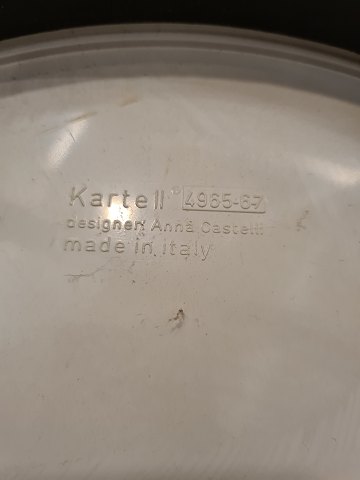 Kartell® 4965-67
designer: Anna Castelli
made in Italy